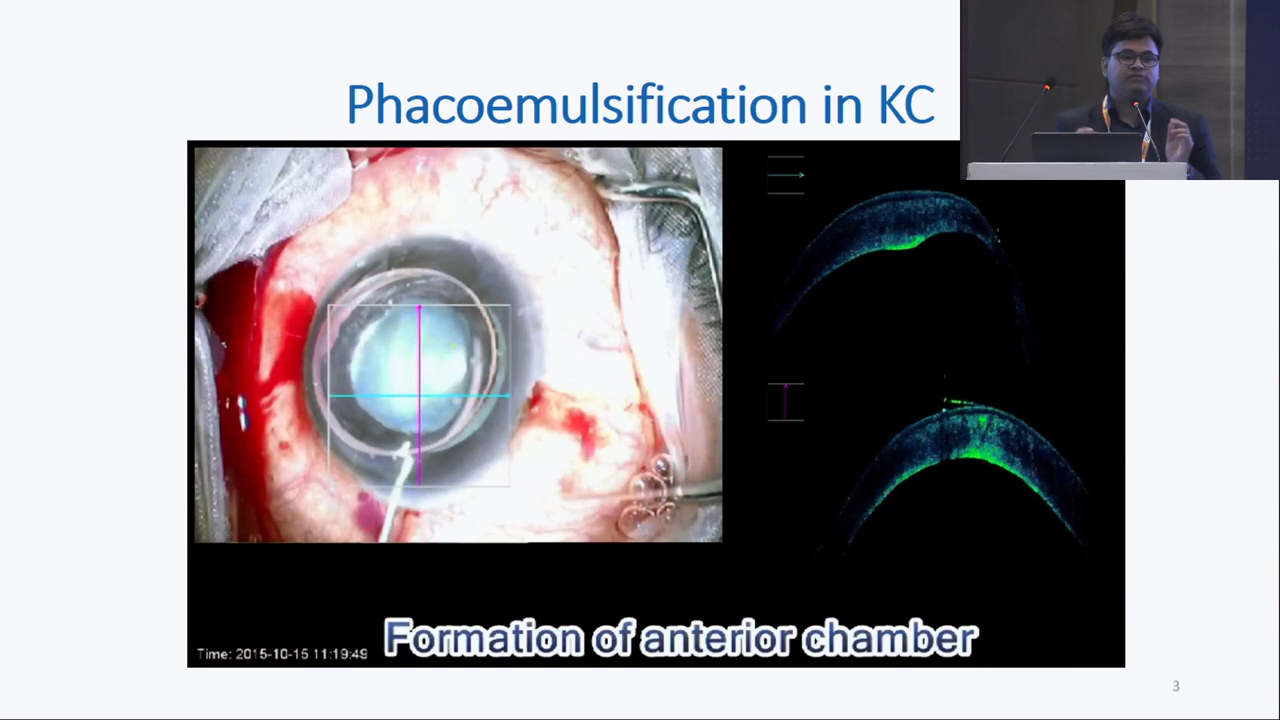 Phacoemulsification in KC
Formation of anterior chamber
Time: 2015-10-15 11:19:49
3